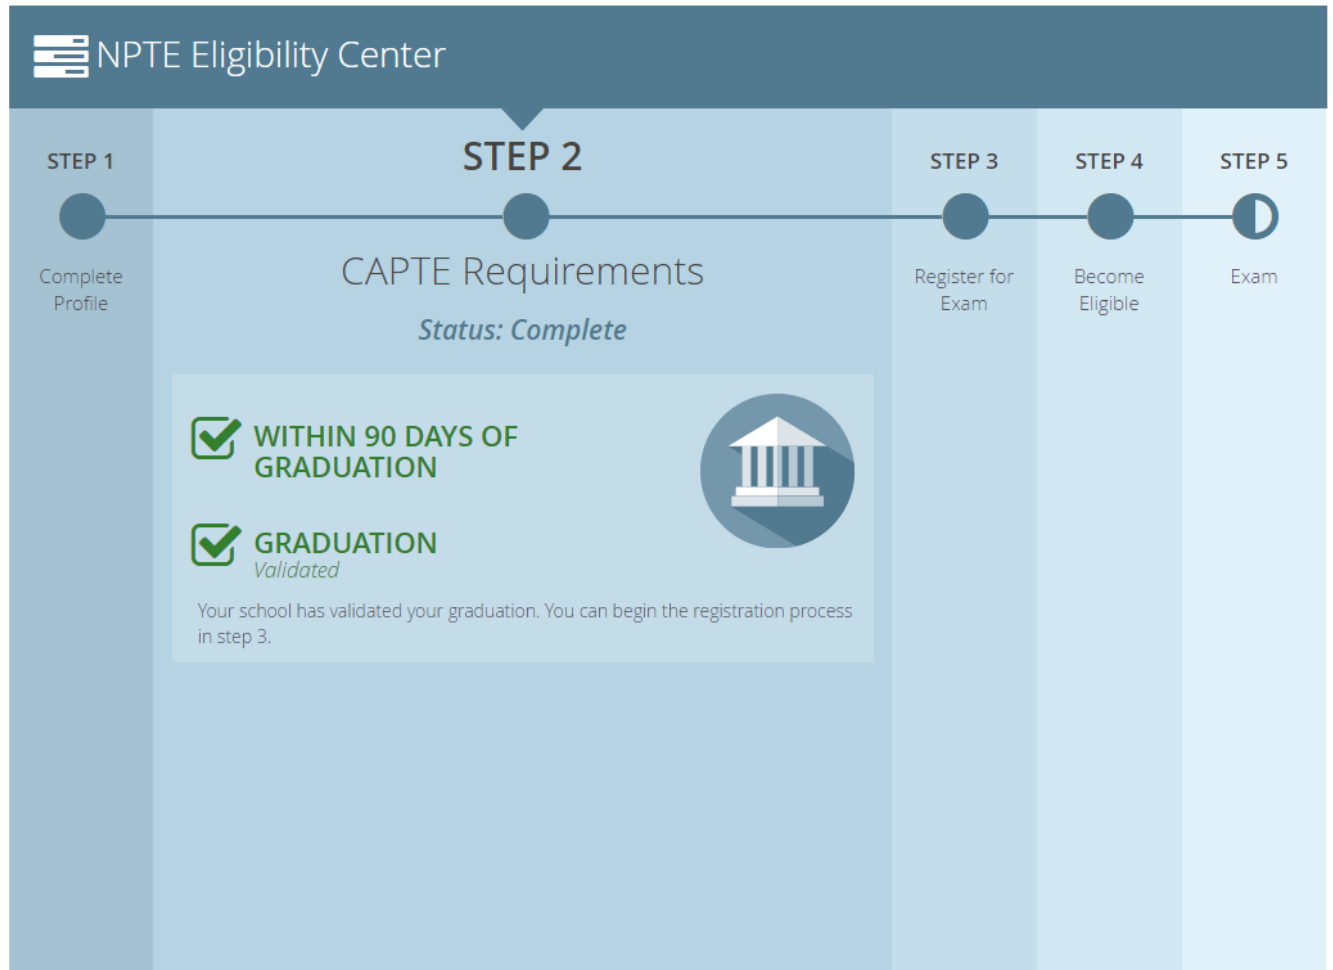 NPTE Eligibility Center
STEP 1
Complete
Profile
STEP 2
CAPTE Requirements
Status: Complete
WITHIN 90 DAYS OF
GRADUATION
GRADUATION
Validated
Your school has validated your graduation. You can begin the registration process
in step 3.
STEP 3
Register for
Exam
STEP 4
Become
Eligible
STEP 5
Exam